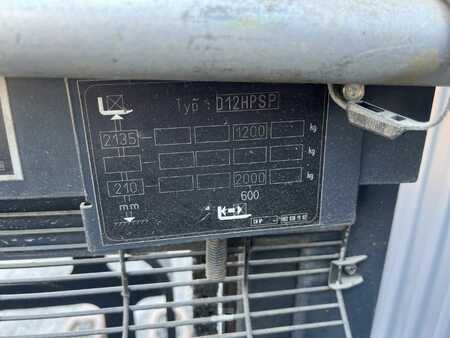 Typ : D12HPSP
2135 1200 kg
kg
210 2000 kg
mm 600